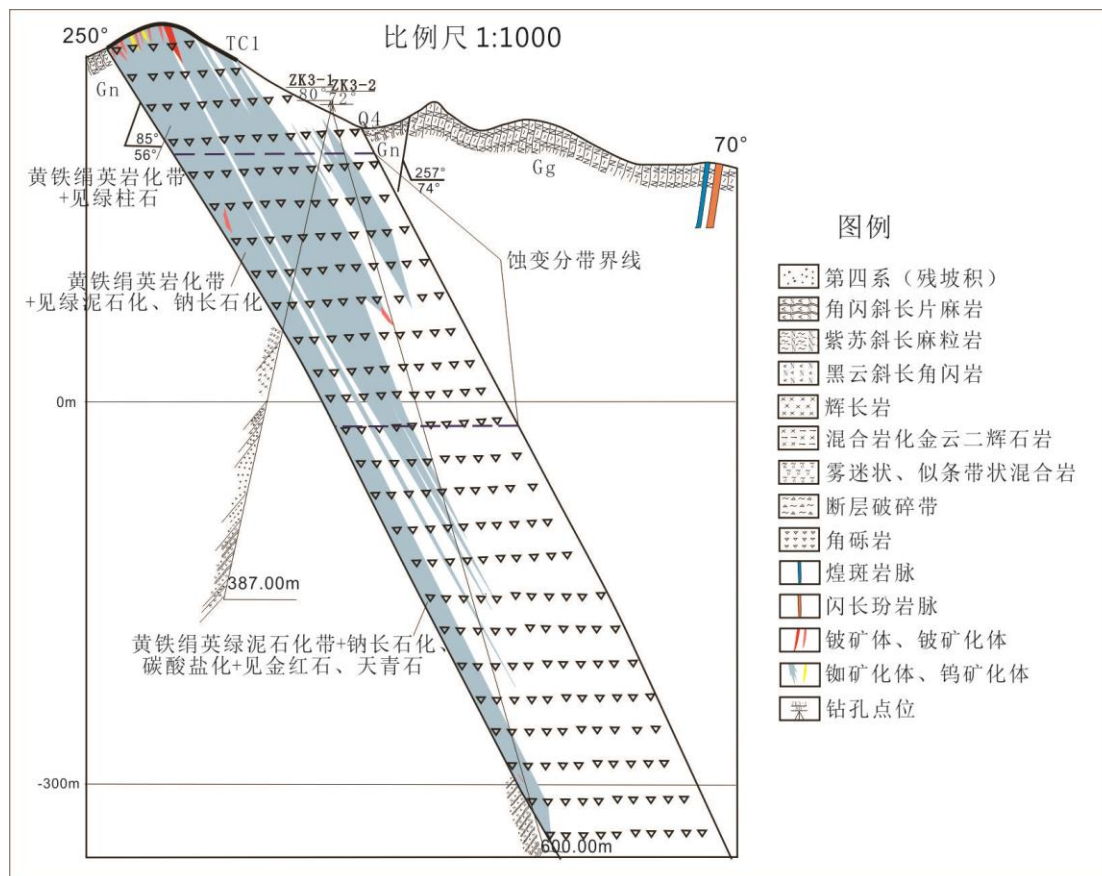 比例尺 1:1000
250°
TC1
ZK3-1
ZK3-2
80°
72°
Gn
Q4
Gn
Gg
70°
85°
56°
257°
74°
黄铁绢英岩化带
+见绿柱石
黄铁绢英岩化带
+见绿泥石化、钠长石化
蚀变分带界线
0m
387.00m
黄铁绢英绿泥石化带+钠长石化、
碳酸盐化+见金红石、天青石
-300m
600.00m
图例
第四系（残坡积）
角闪斜长片麻岩
紫苏斜长麻粒岩
黑云斜长角闪岩
辉长岩
混合岩化金云二辉石岩
雾迷状、似条带状混合岩
断层破碎带
角砾岩
煌斑岩脉
闪长玢岩脉
铍矿体、铍矿化体
铷矿化体、钨矿化体
钻孔点位